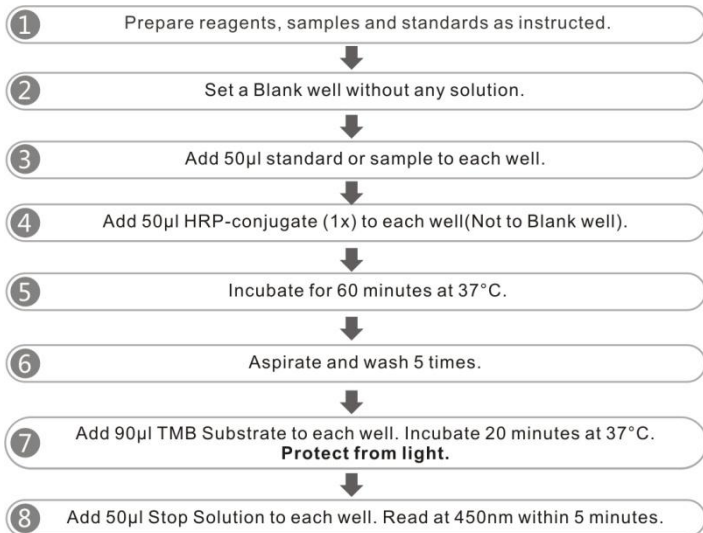 1 Prepare reagents, samples and standards as instructed.
2 Set a Blank well without any solution.
3 Add 50µl standard or sample to each well.
4 Add 50µl HRP-conjugate (1x) to each well(Not to Blank well).
5 Incubate for 60 minutes at 37°C.
6 Aspirate and wash 5 times.
7 Add 90µl TMB Substrate to each well. Incubate 20 minutes at 37°C.
Protect from light.
8 Add 50µl Stop Solution to each well. Read at 450nm within 5 minutes.